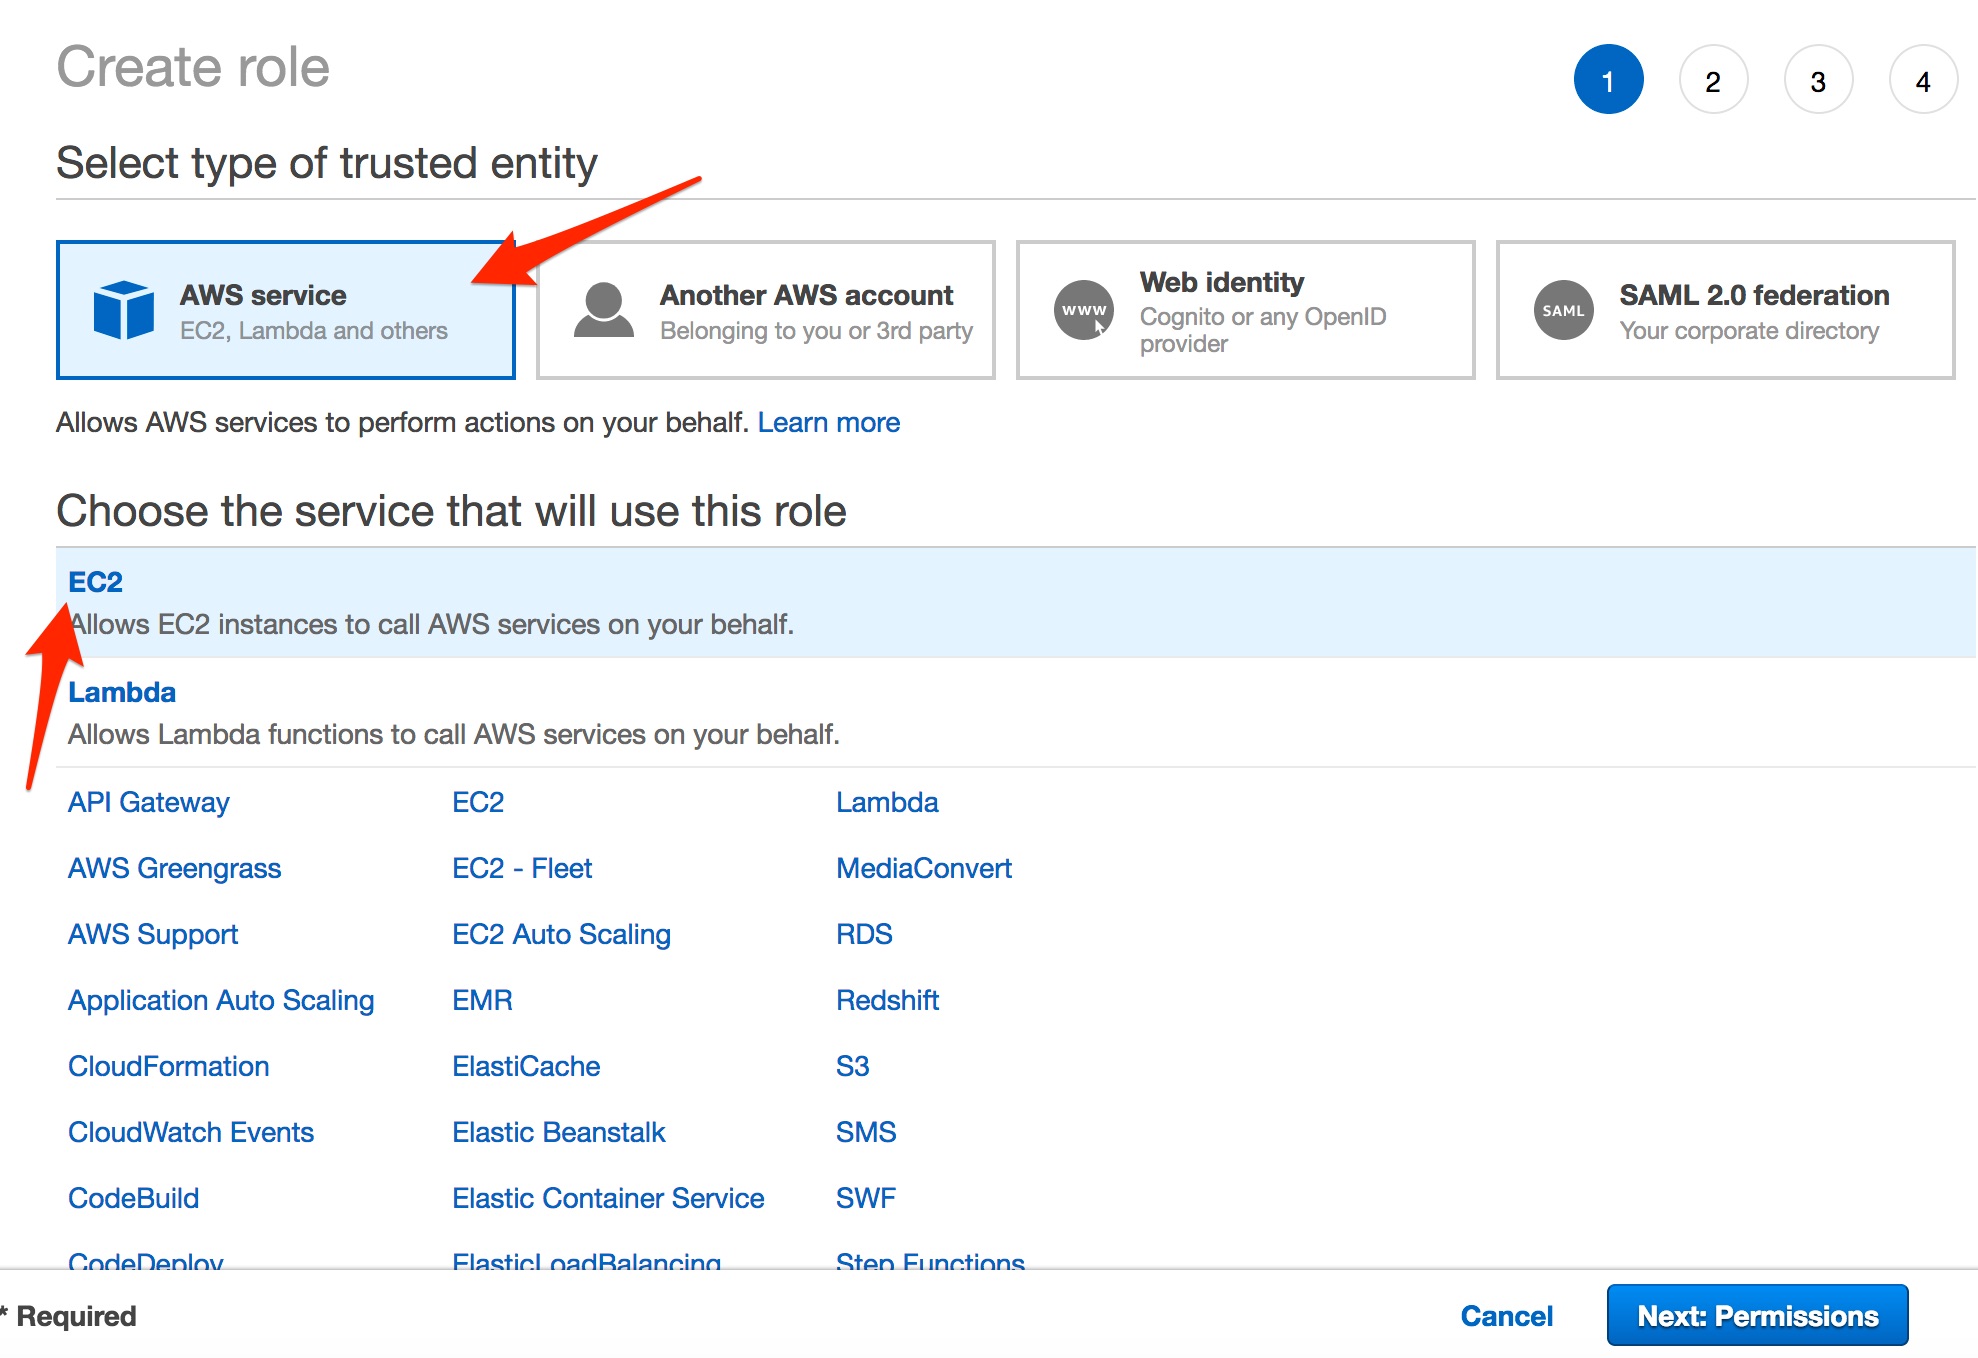 Create role
1 2 3 4
Select type of trusted entity
AWS service
EC2, Lambda and others
Another AWS account
Belonging to you or 3rd party
www
Web identity
Cognito or any OpenID
provider
SAML
SAML 2.0 federation
Your corporate directory
Allows AWS services to perform actions on your behalf. Learn more
Choose the service that will use this role
EC2
Allows EC2 instances to call AWS services on your behalf.
Lambda
Allows Lambda functions to call AWS services on your behalf.
API Gateway EC2 Lambda
AWS Greengrass EC2 - Fleet MediaConvert
AWS Support EC2 Auto Scaling RDS
Application Auto Scaling EMR Redshift
CloudFormation ElastiCache S3
CloudWatch Events Elastic Beanstalk SMS
CodeBuild Elastic Container Service SWF
CodeDeploy ElasticLoadBalancing Step Functions
* Required Cancel Next: Permissions